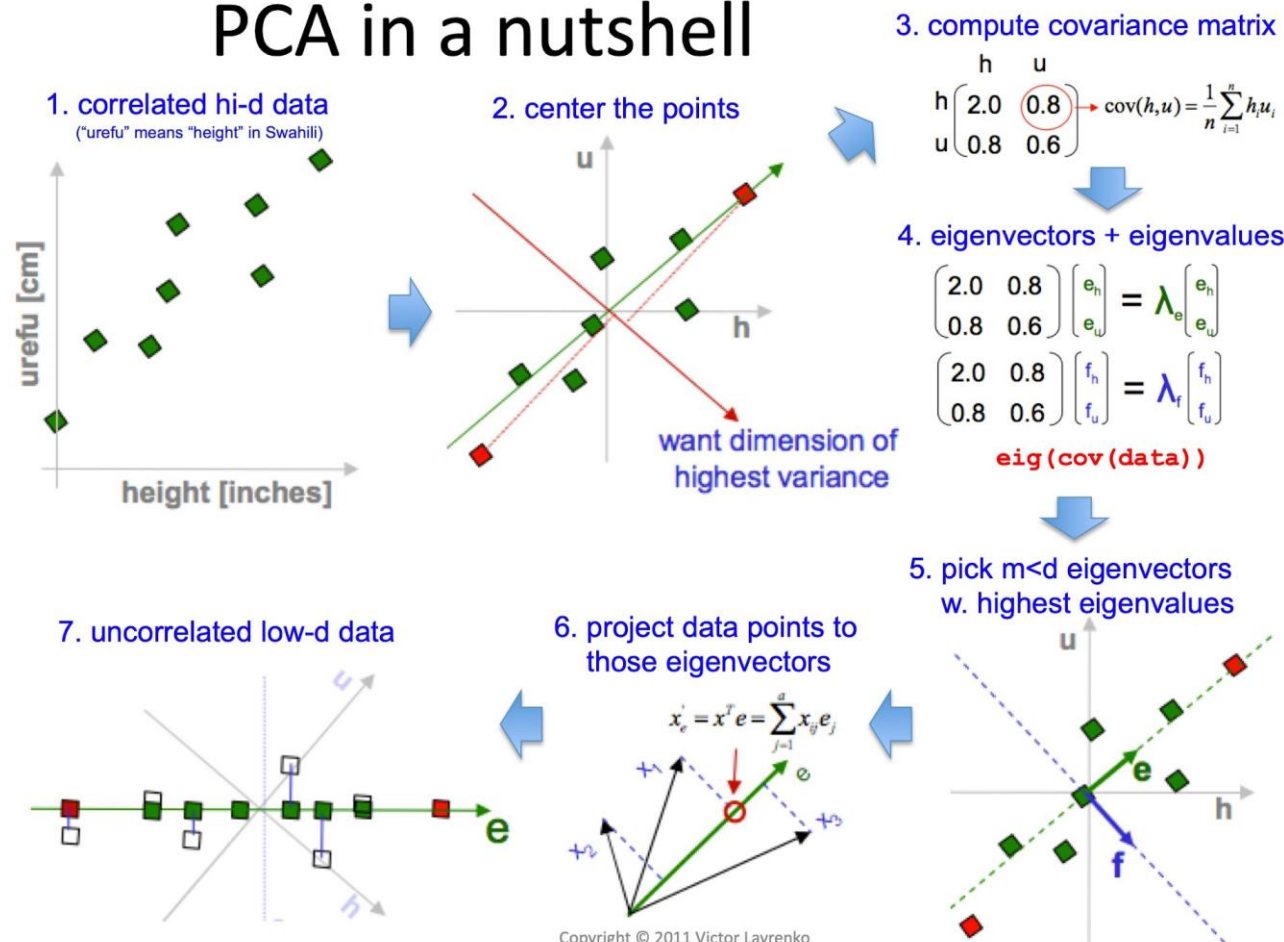 PCA in a nutshell
1. correlated hi-d data
(“urefu” means “height” in Swahili)
urefu [cm]
height [inches]
2. center the points
u
h
want dimension of
highest variance
3. compute covariance matrix
h u
h 2.0 0.8 → cov(h,u) = 1/n ∑ i=1 n h_i u_i
u 0.8 0.6
4. eigenvectors + eigenvalues
2.0 0.8 e_h = λ_e e_h
0.8 0.6 e_u e_u
2.0 0.8 f_h = λ_f f_h
0.8 0.6 f_u f_u
eig(cov(data))
5. pick m<d eigenvectors
w. highest eigenvalues
u
e
h
f
6. project data points to
those eigenvectors
x'_e = x^T e = ∑ j=1 x_ij e_j
x1
e
x2
x3
7. uncorrelated low-d data
u
e
h
Copyright © 2011 Victor Lavrenko